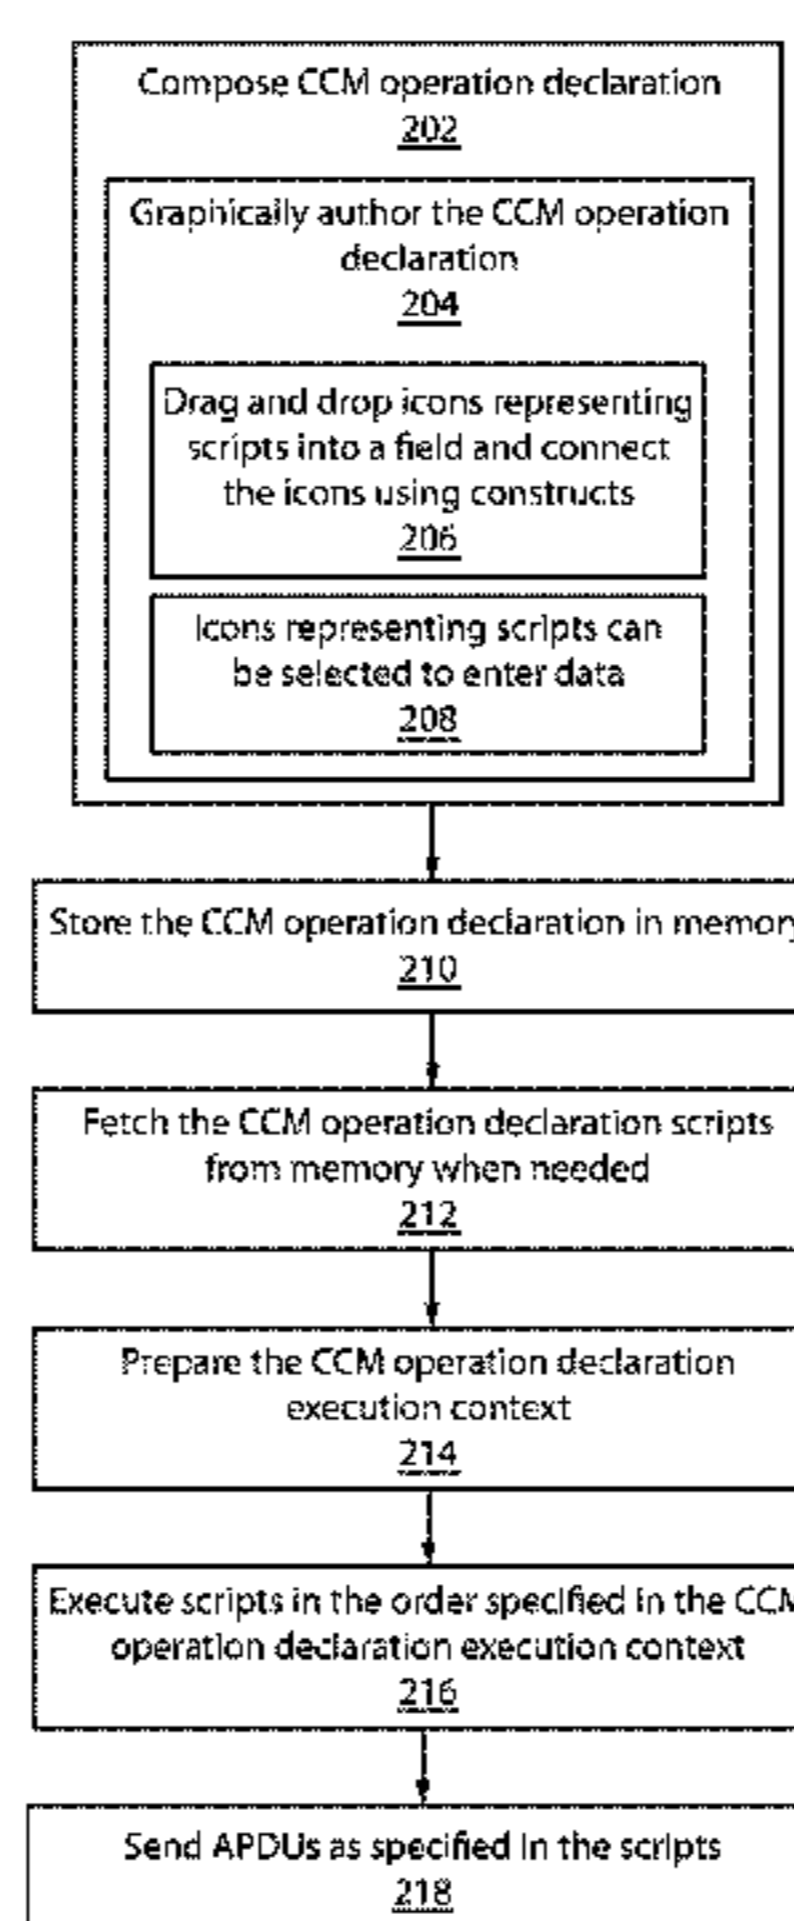 Compose CCM operation declaration
202
Graphically author the CCM operation
declaration
204
Drag and drop icons representing
scripts into a field and connect
the icons using constructs
206
Icons representing scripts can
be selected to enter data
208
Store the CCM operation declaration in memory
210
Fetch the CCM operation declaration scripts
from memory when needed
212
Prepare the CCM operation declaration
execution context
214
Execute scripts in the order specified in the CCM
operation declaration execution context
216
Send APDUs as specified in the scripts
218